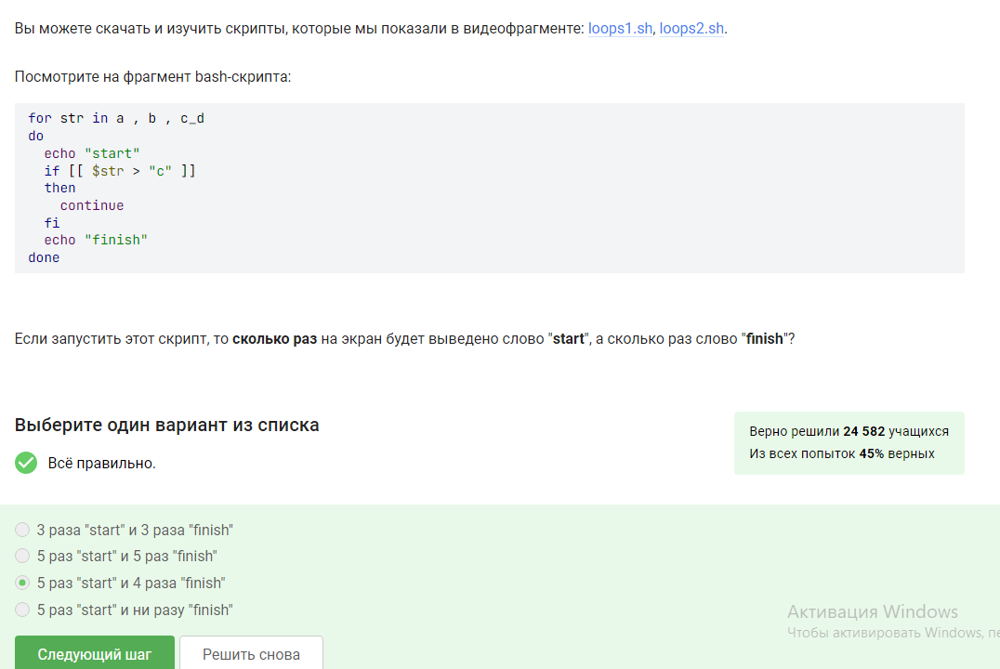 Вы можете скачать и изучить скрипты, которые мы показали в видеофрагменте: loops1.sh, loops2.sh.
Посмотрите на фрагмент bash-скрипта:
for str in a , b , c_d
do
  echo "start"
  if [[ $str > "c" ]]
  then
    continue
  fi
  echo "finish"
done
Если запустить этот скрипт, то сколько раз на экран будет выведено слово "start", а сколько раз слово "finish"?
Выберите один вариант из списка
Всё правильно.
Верно решили 24 582 учащихся
Из всех попыток 45% верных
3 раза "start" и 3 раза "finish"
5 раз "start" и 5 раз "finish"
5 раз "start" и 4 раза "finish"
5 раз "start" и ни разу "finish"
Активация Windows
Чтобы активировать Windows,
Следующий шаг
Решить снова